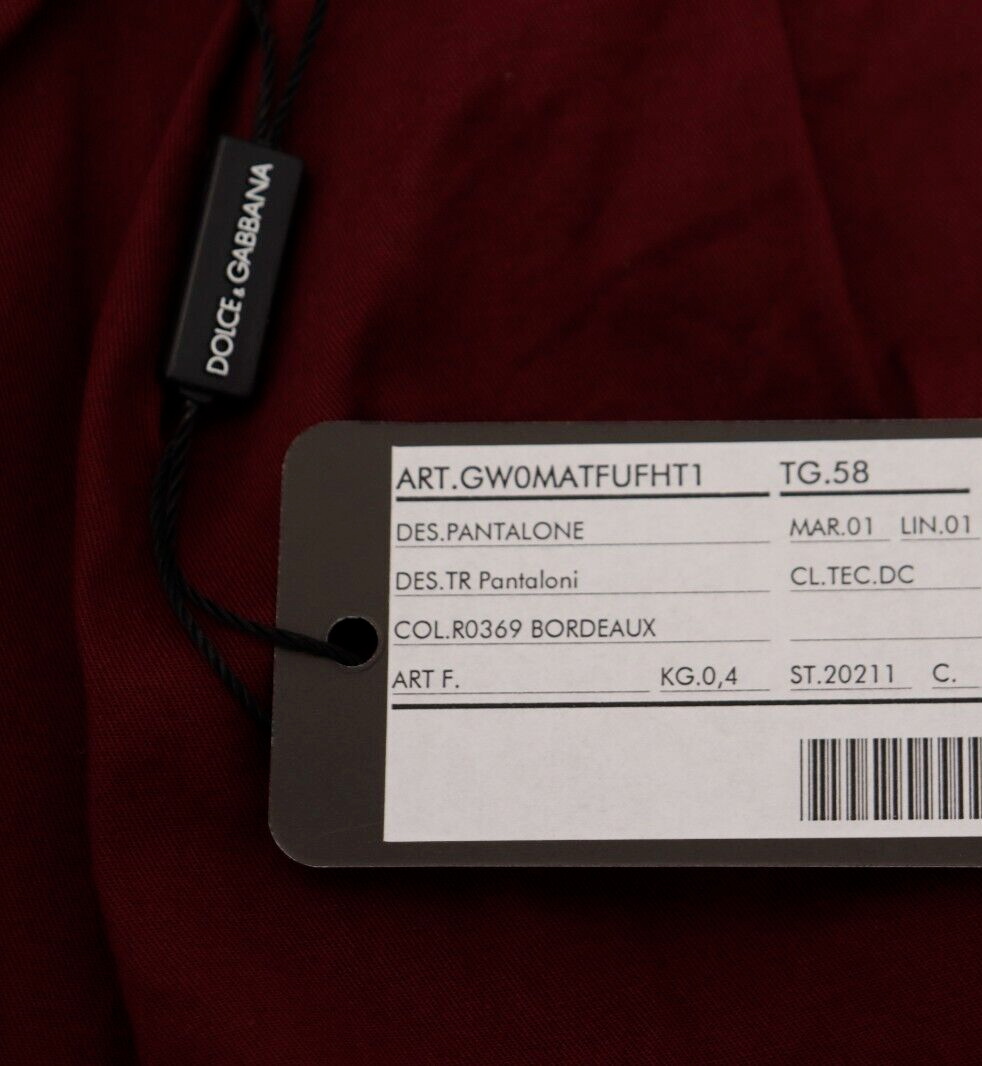 DOLCE & GABBANA
ART.GW0MATFUFHT1 TG.58
DES.PANTALONE MAR.01 LIN.01
DES.TR Pantaloni CL.TEC.DC
COL.R0369 BORDEAUX
ART F. KG.0,4 ST.20211 C.